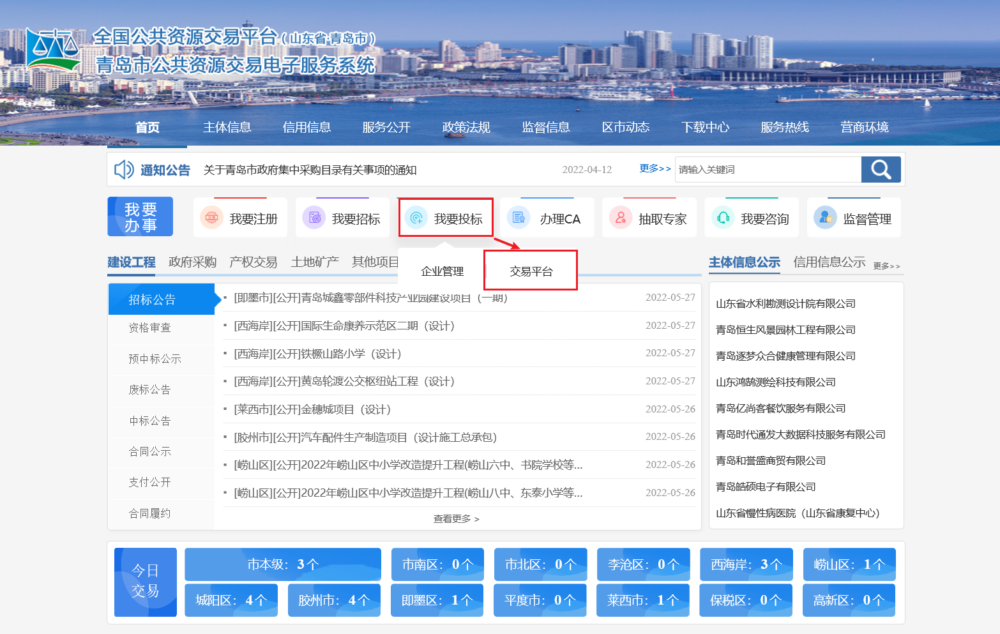 全国公共资源交易平台(山东省·青岛市)
青岛市公共资源交易电子服务系统
首页 主体信息 信用信息 服务公开 政策法规 监督信息 区市动态 下载中心 服务热线 营商环境
通知公告 关于青岛市政府集中采购目录有关事项的通知 2022-04-12 更多>> 请输入关键词
我要
办事
我要注册 我要招标 我要投标 办理CA 抽取专家 我要咨询 监督管理
企业管理 交易平台
建设工程 政府采购 产权交易 土地矿产 其他项目
主体信息公示 信用信息公示 更多>>
招标公告
资格审查
预中标公示
废标公告
中标公告
合同公示
支付公开
合同履约
[即墨市][公开]青岛城鑫零部件科技产业园建设项目（一期） 2022-05-27
[西海岸][公开]国际生命康养示范区二期（设计） 2022-05-27
[西海岸][公开]铁橛山路小学（设计） 2022-05-27
[西海岸][公开]黄岛轮渡公交枢纽站工程（设计） 2022-05-27
[莱西市][公开]金穗城项目（设计） 2022-05-26
[胶州市][公开]汽车配件生产制造项目（设计施工总承包） 2022-05-26
[崂山区][公开]2022年崂山区中小学改造提升工程(崂山六中、书院学校等... 2022-05-26
[崂山区][公开]2022年崂山区中小学改造提升工程(崂山八中、东泰小学等... 2022-05-26
查看更多 >
山东省水利勘测设计院有限公司
青岛恒生风景园林工程有限公司
青岛逐梦众合健康管理有限公司
山东鸿鹄测绘科技有限公司
青岛亿尚客餐饮服务有限公司
青岛时代通发大数据科技服务有限公司
青岛和誉盛商贸有限公司
青岛皓硕电子有限公司
山东省慢性病医院（山东省康复中心）
今日
交易
市本级：3个 市南区：0个 市北区：0个 李沧区：0个 西海岸：3个 崂山区：1个
城阳区：4个 胶州市：4个 即墨区：1个 平度市：0个 莱西市：1个 保税区：0个 高新区：0个